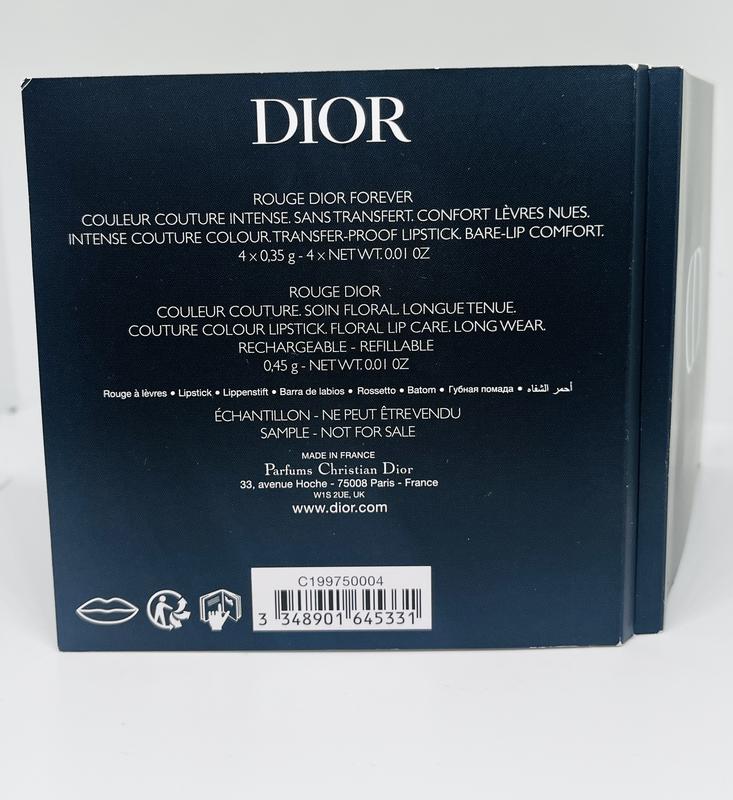 DIOR
ROUGE DIOR FOREVER
COULEUR COUTURE INTENSE. SANS TRANSFERT. CONFORT LÈVRES NUES.
INTENSE COUTURE COLOUR. TRANSFER-PROOF LIPSTICK. BARE-LIP COMFORT.
4 x 0,35 g - 4 x NET WT. 0.01 OZ
ROUGE DIOR
COULEUR COUTURE. SOIN FLORAL. LONGUE TENUE.
COUTURE COLOUR LIPSTICK. FLORAL LIP CARE. LONG WEAR.
RECHARGEABLE - REFILLABLE
0,45 g - NET WT. 0.01 OZ
Rouge à lèvres • Lipstick • Lippenstift • Barra de labios • Rossetto • Batom • Губная помада • أحمر الشفاه
ÉCHANTILLON - NE PEUT ÊTRE VENDU
SAMPLE - NOT FOR SALE
MADE IN FRANCE
Parfums Christian Dior
33, avenue Hoche - 75008 Paris - France
W1S 2UE, UK
www.dior.com
C199750004
3 348901 645331